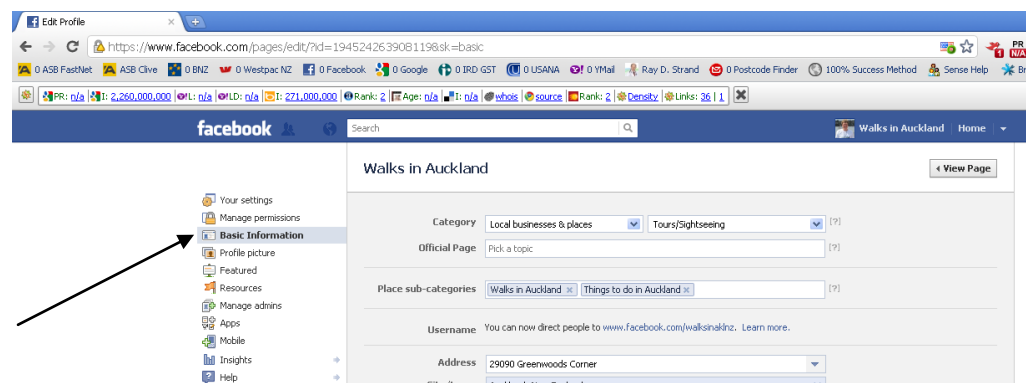 Edit Profile
https://www.facebook.com/pages/edit/?id=194524263908119&sk=basic
PR
N/A
0 ASB FastNet ASB Clive 0 BNZ 0 Westpac NZ 0 Facebook 0 Google 0 IRD GST 0 USANA 0 YMail Ray D. Strand 0 Postcode Finder 100% Success Method Sense Help
PR: n/a I: 2,260,000,000 L: n/a LD: n/a I: 271,000,000 Rank: 2 Age: n/a I: n/a whois source Rank: 2 Density Links: 36 | 1
facebook Search Walks in Auckland Home
Walks in Auckland View Page
Your settings
Manage permissions
Basic Information
Profile picture
Featured
Resources
Manage admins
Apps
Mobile
Insights
Help
Category Local businesses & places Tours/Sightseeing [?]
Official Page Pick a topic [?]
Place sub-categories Walks in Auckland × Things to do in Auckland × [?]
Username You can now direct people to www.facebook.com/walksinaklnz. Learn more.
Address 29090 Greenwoods Corner